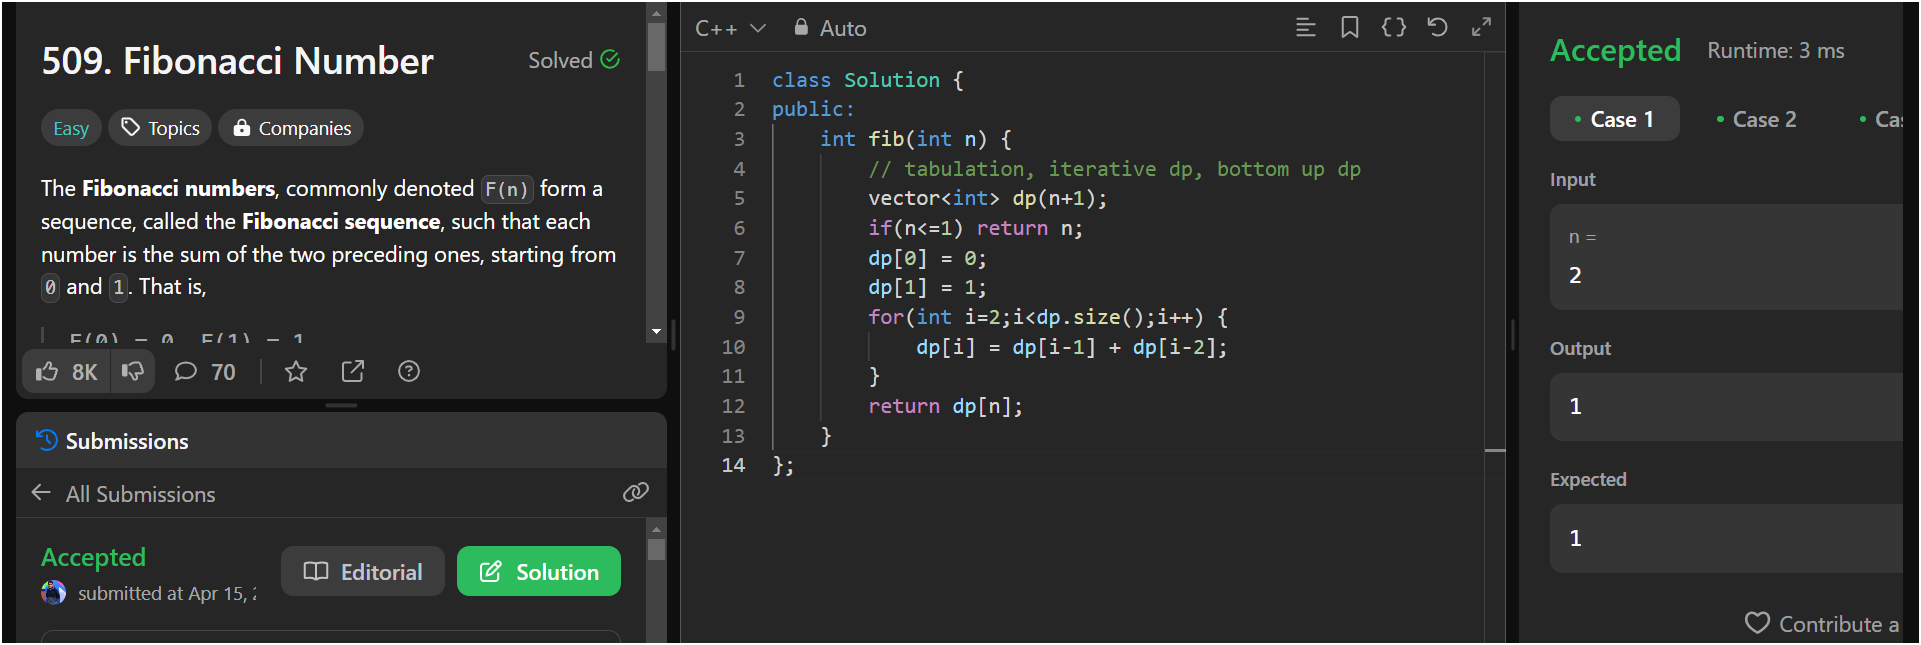 509. Fibonacci Number
Solved
Easy
Topics
Companies
The Fibonacci numbers, commonly denoted F(n) form a
sequence, called the Fibonacci sequence, such that each
number is the sum of the two preceding ones, starting from
0 and 1. That is,
F(0) = 0, F(1) = 1
8K
70
Submissions
All Submissions
Accepted
Editorial
Solution
submitted at Apr 15,
C++
Auto
1 class Solution {
2 public:
3     int fib(int n) {
4         // tabulation, iterative dp, bottom up dp
5         vector<int> dp(n+1);
6         if(n<=1) return n;
7         dp[0] = 0;
8         dp[1] = 1;
9         for(int i=2;i<dp.size();i++) {
10             dp[i] = dp[i-1] + dp[i-2];
11         }
12         return dp[n];
13     }
14 };
Accepted
Runtime: 3 ms
• Case 1
• Case 2
• Cas
Input
n =
2
Output
1
Expected
1
Contribute a